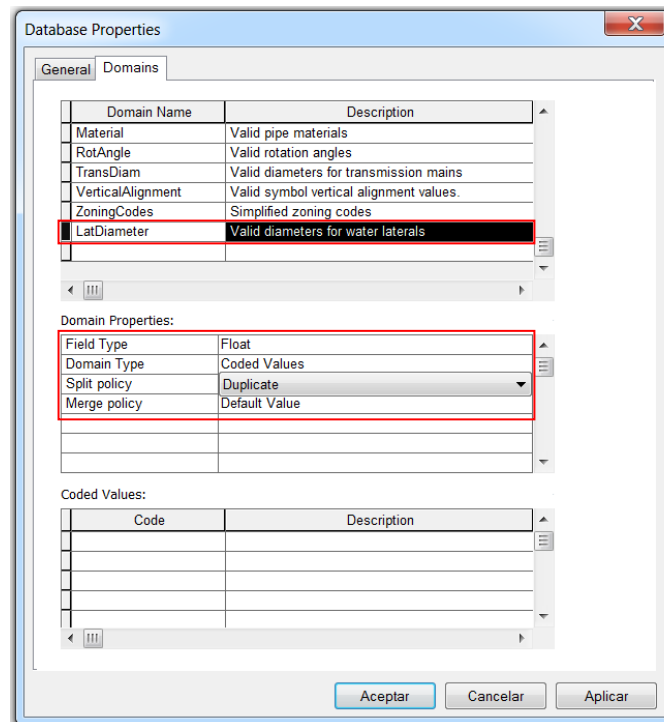 Database Properties
General Domains
Domain Name Description
Material Valid pipe materials
RotAngle Valid rotation angles
TransDiam Valid diameters for transmission mains
VerticalAlignment Valid symbol vertical alignment values.
ZoningCodes Simplified zoning codes
LatDiameter Valid diameters for water laterals
Domain Properties:
Field Type Float
Domain Type Coded Values
Split policy Duplicate
Merge policy Default Value
Coded Values:
Code Description
Aceptar Cancelar Aplicar